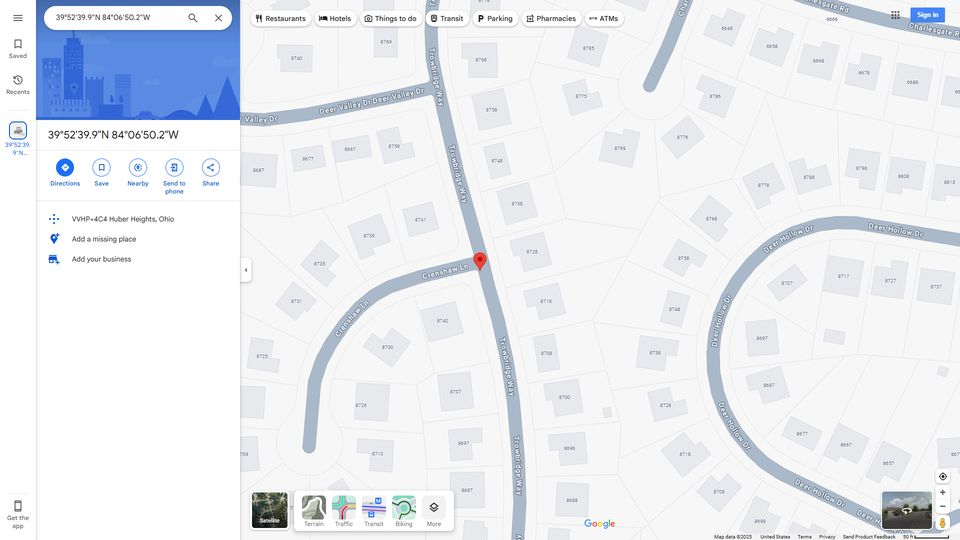 39°52'39.9"N 84°06'50.2"W
Restaurants
Hotels
Things to do
Transit
Parking
Pharmacies
ATMs
Sign in
Saved
Recents
39°52'39.
9"N...
Get the
app
39°52'39.9"N 84°06'50.2"W
Directions
Save
Nearby
Send to
phone
Share
VVHP+4C4 Huber Heights, Ohio
Add a missing place
Add your business
Charlesgate Rd
Charlesgate R
Char
Trowbridge Way
Deer Valley Dr
Deer Valley Dr
r Valley Dr
Trowbridge Way
Crenshaw Ln
Crenshaw Ln
Trowbridge Way
Trowbridge Way
Deer Hollow Dr
Deer Hollow Dr
Deer Hollow Dr
Deer Hollow Dr
Deer Hollow Dr
8769
8740
8768
8785
8648
8658
8668
8678
8688
8698
8775
8786
8758
8776
8769
8759
8667
8677
8687
8748
8738
8728
8778
8788
8798
8808
8818
8768
8758
8741
8739
8735
8731
8725
8740
8730
8726
8710
8709
8718
8708
8700
8696
8688
8707
8697
8687
8748
8738
8728
8718
8708
8698
8707
8717
8727
8737
8697
8687
8677
8667
8657
Satellite
Terrain
Traffic
Transit
Biking
More
Google
Map data ©2025
United States
Terms
Privacy
Send Product Feedback
50 ft